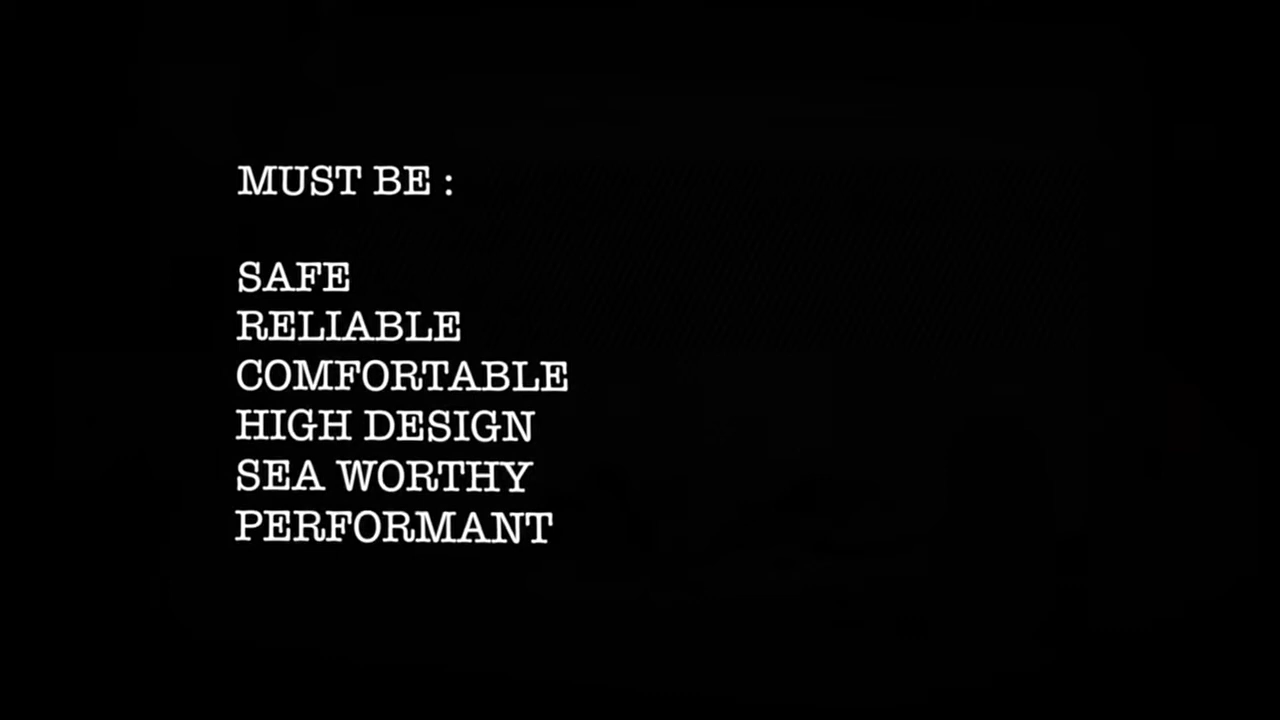 MUST BE :
SAFE
RELIABLE
COMFORTABLE
HIGH DESIGN
SEA WORTHY
PERFORMANT